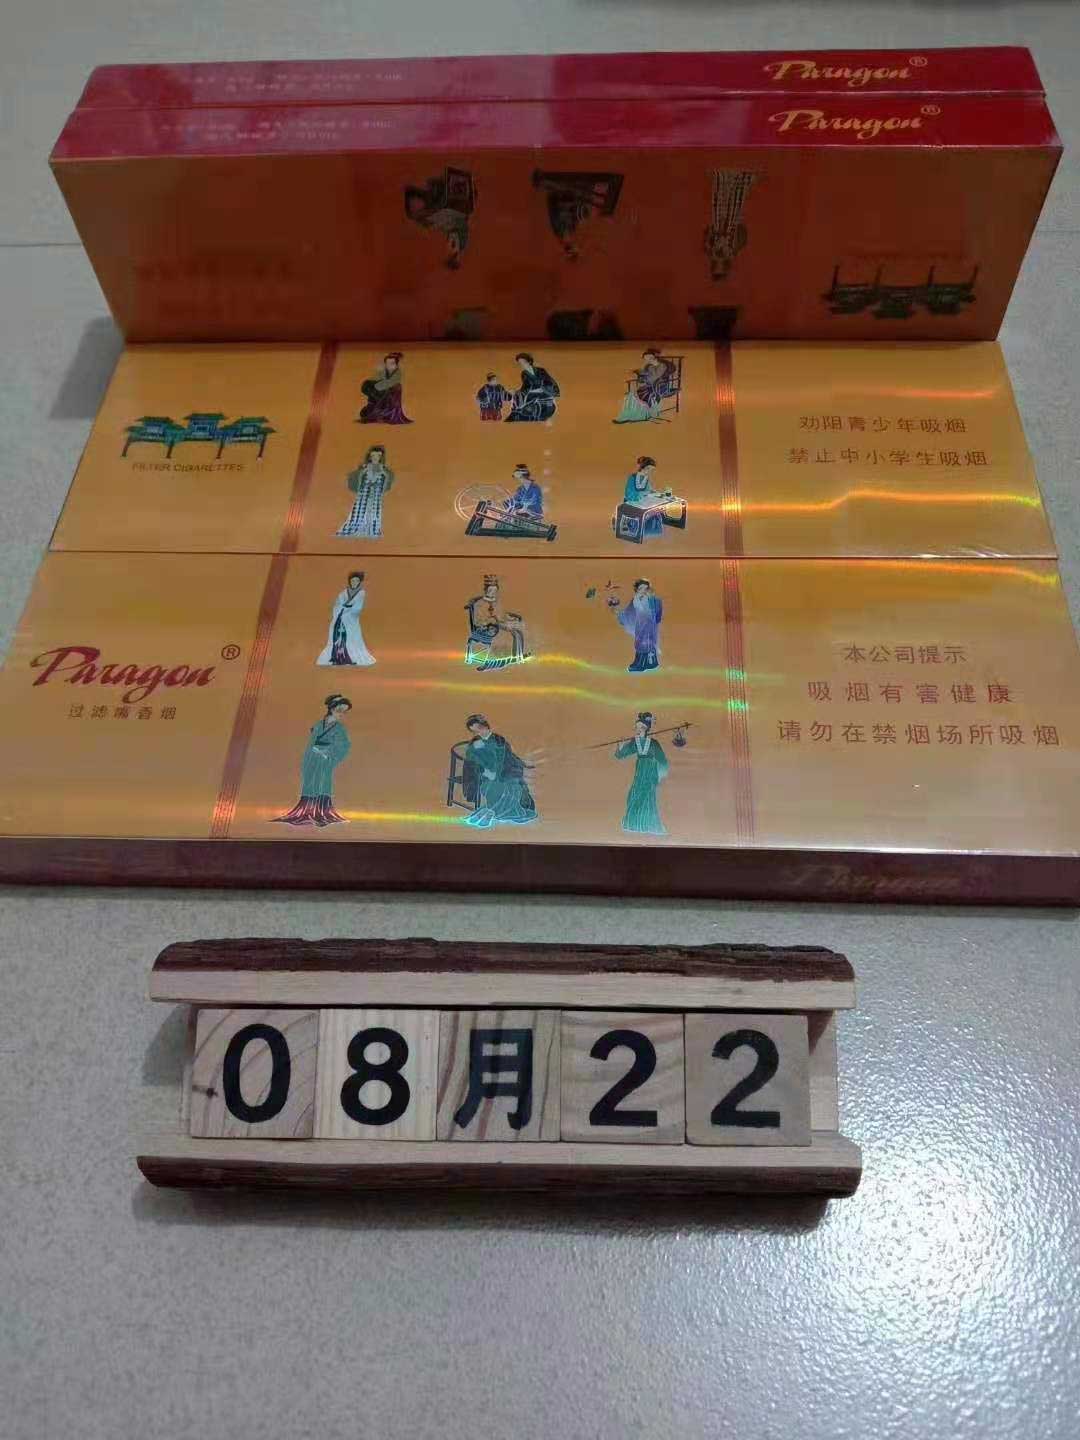 Paragon®
Paragon®
FILTER CIGARETTES
劝阻青少年吸烟
禁止中小学生吸烟
Paragon®
过滤嘴香烟
本公司提示
吸烟有害健康
请勿在禁烟场所吸烟
Paragon
08月22